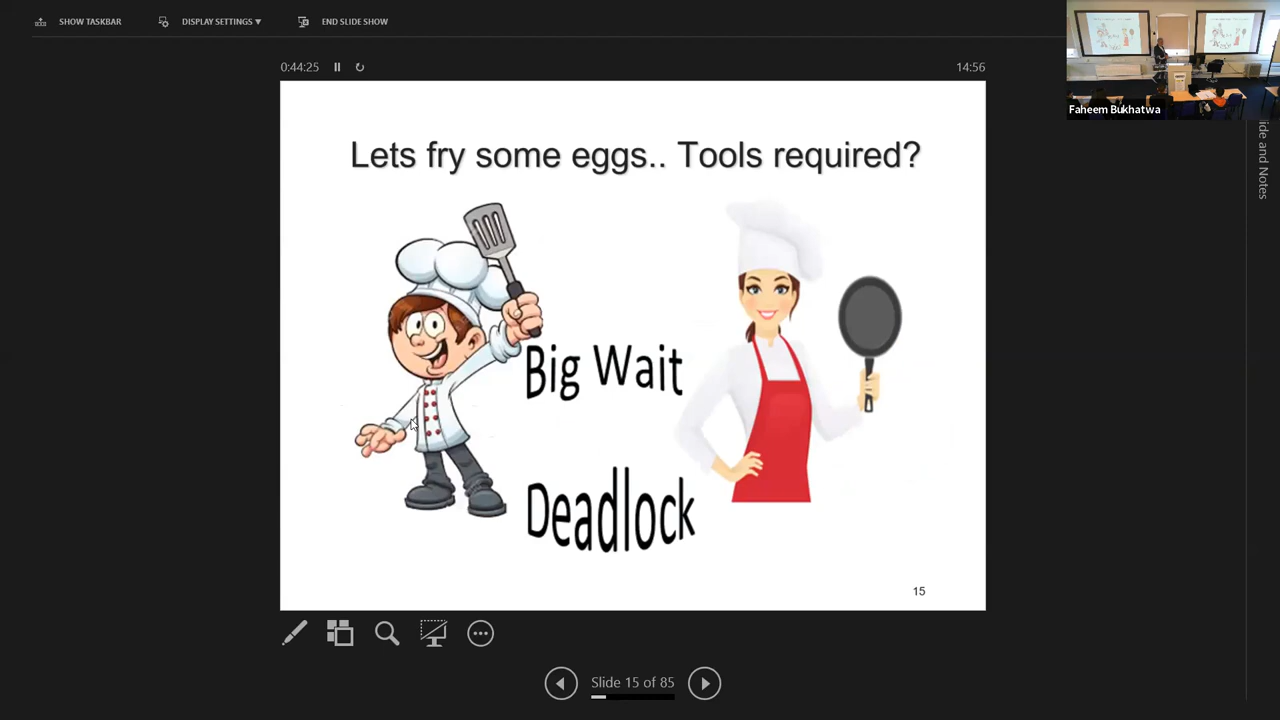 SHOW TASKBAR
DISPLAY SETTINGS ▼
END SLIDE SHOW
0:44:25
14:56
Faheem Bukhatwa
lide and Notes
Lets fry some eggs.. Tools required?
Big Wait
Deadlock
15
Slide 15 of 85